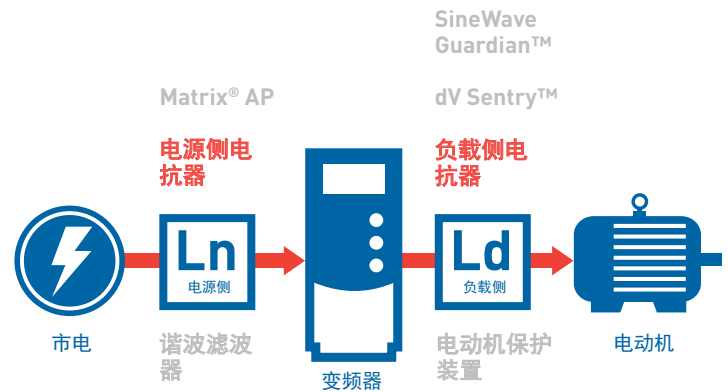 SineWave
Guardian™
Matrix® AP
dV Sentry™
电源侧电
抗器
负载侧电
抗器
Ln
电源侧
Ld
负载侧
市电
谐波滤波
器
变频器
电动机保护
装置
电动机